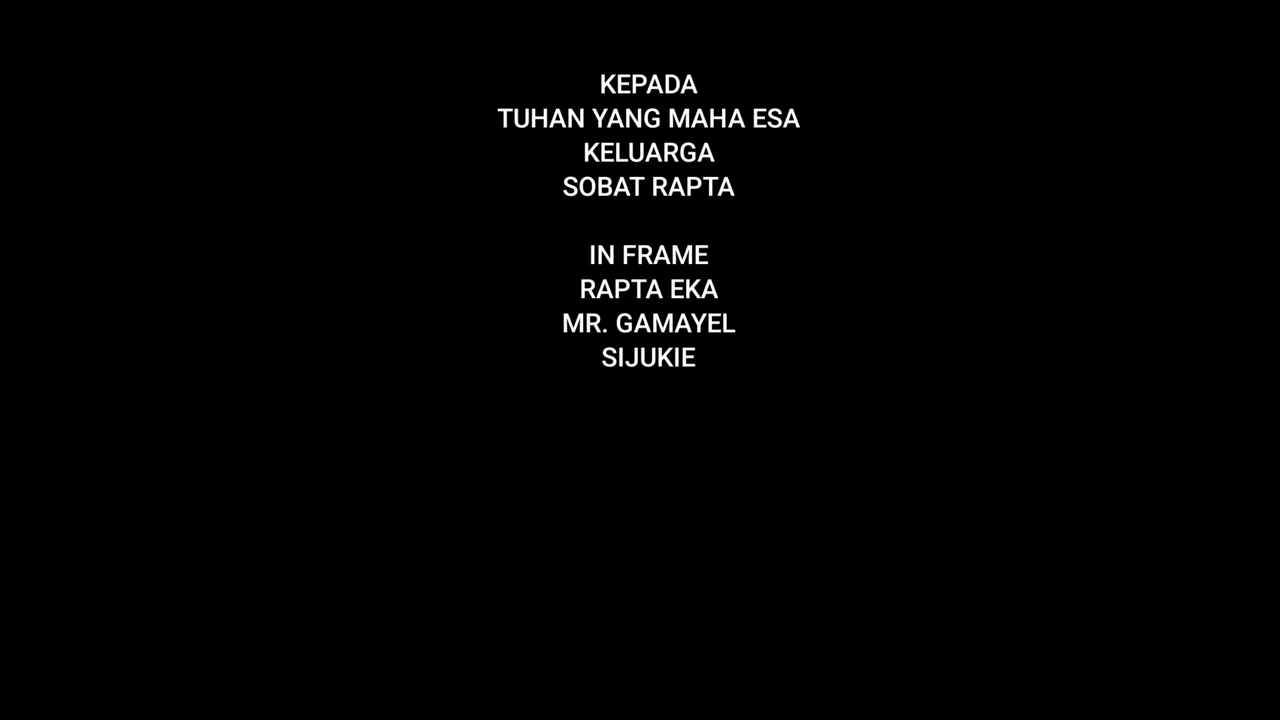 KEPADA
TUHAN YANG MAHA ESA
KELUARGA
SOBAT RAPTA
IN FRAME
RAPTA EKA
MR. GAMAYEL
SIJUKIE